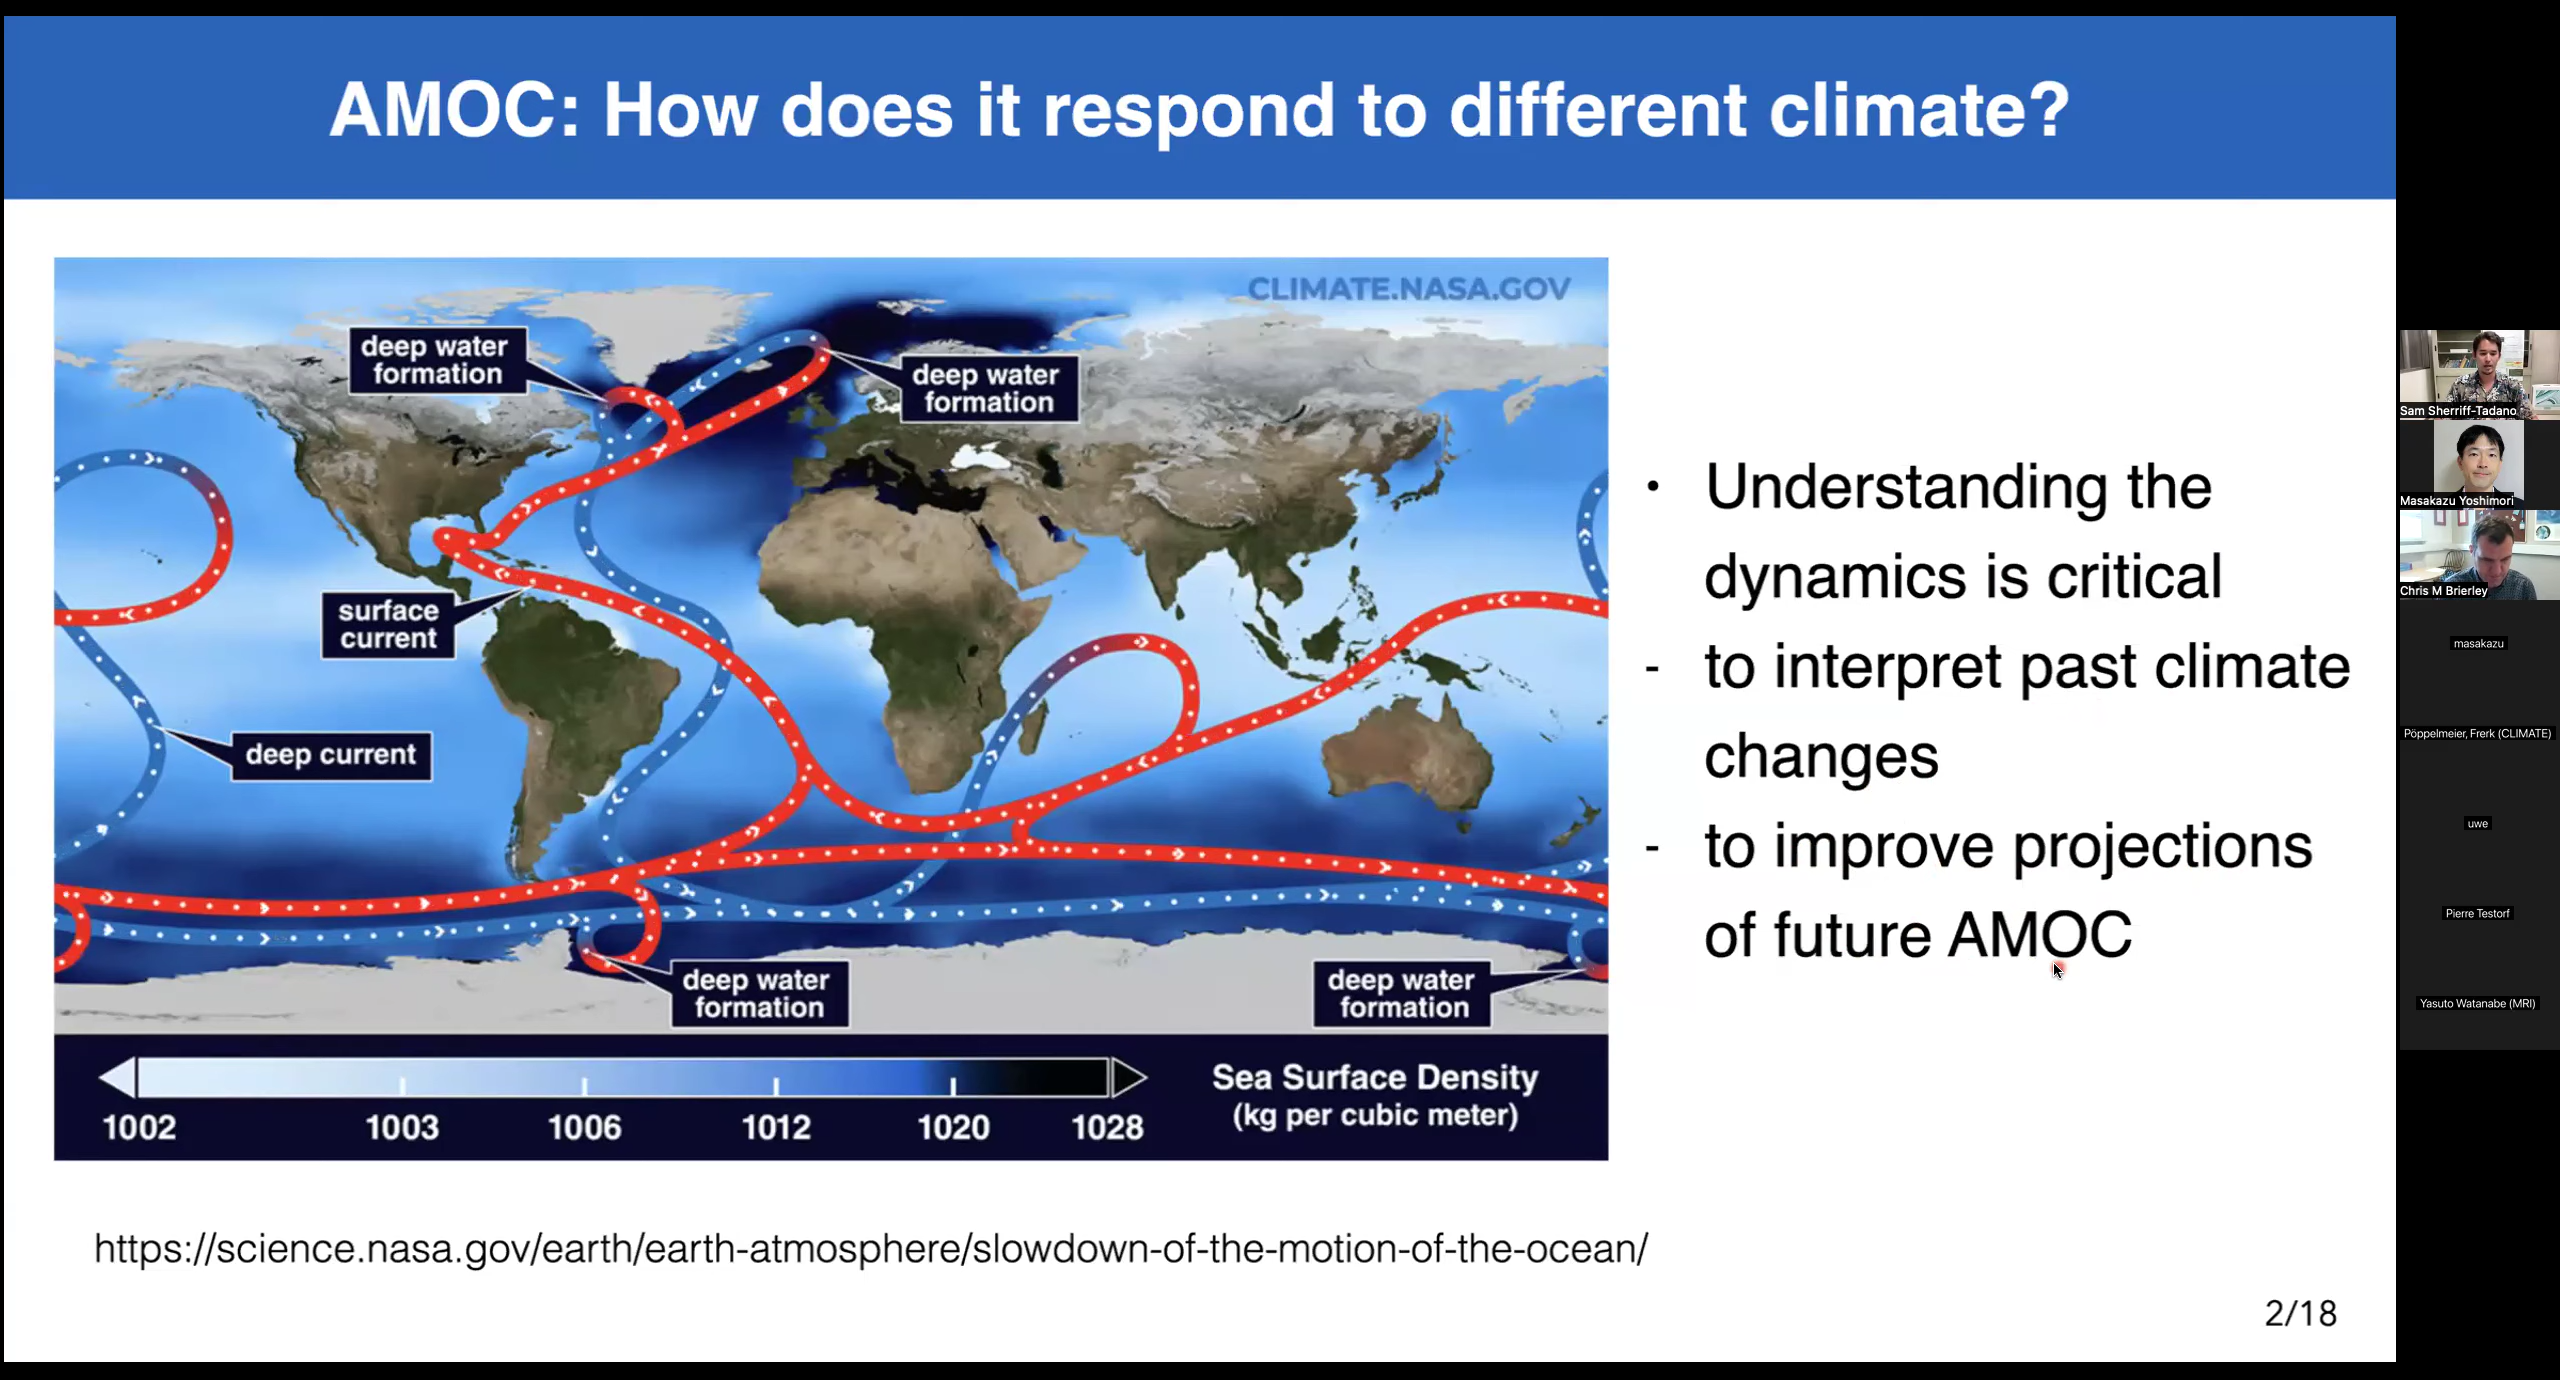 AMOC: How does it respond to different climate?
CLIMATE.NASA.GOV
deep water
formation
deep water
formation
surface
current
deep current
deep water
formation
deep water
formation
1002 1003 1006 1012 1020 1028
Sea Surface Density
(kg per cubic meter)
• Understanding the
dynamics is critical
- to interpret past climate
changes
- to improve projections
of future AMOC
https://science.nasa.gov/earth/earth-atmosphere/slowdown-of-the-motion-of-the-ocean/
2/18
Sam Sherriff-Tadano
Masakazu Yoshimori
Chris M Brierley
masakazu
Pöppelmeier, Frerk (CLIMATE)
uwe
Pierre Testorf
Yasuto Watanabe (MRI)